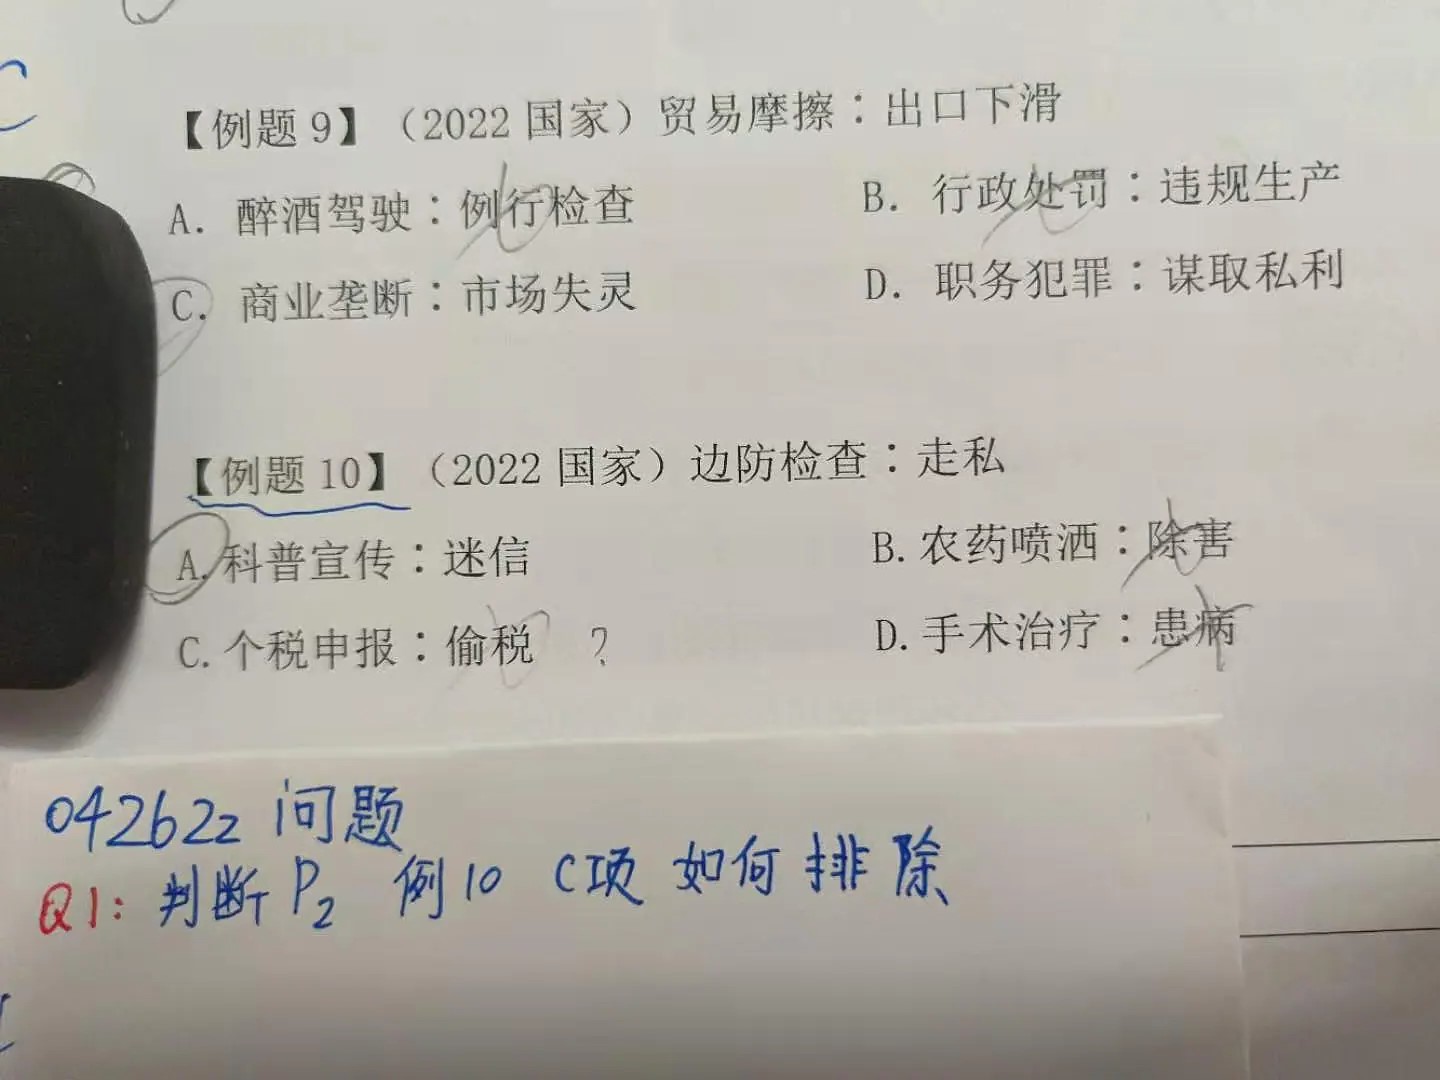 【例题 9】（2022 国家）贸易摩擦：出口下滑
A. 醉酒驾驶：例行检查
B. 行政处罚：违规生产
C. 商业垄断：市场失灵
D. 职务犯罪：谋取私利
【例题 10】（2022 国家）边防检查：走私
A. 科普宣传：迷信
B. 农药喷洒：除害
C. 个税申报：偷税 ?
D. 手术治疗：患病
042622 问题
Q1: 判断 P2 例10 C项 如何排除